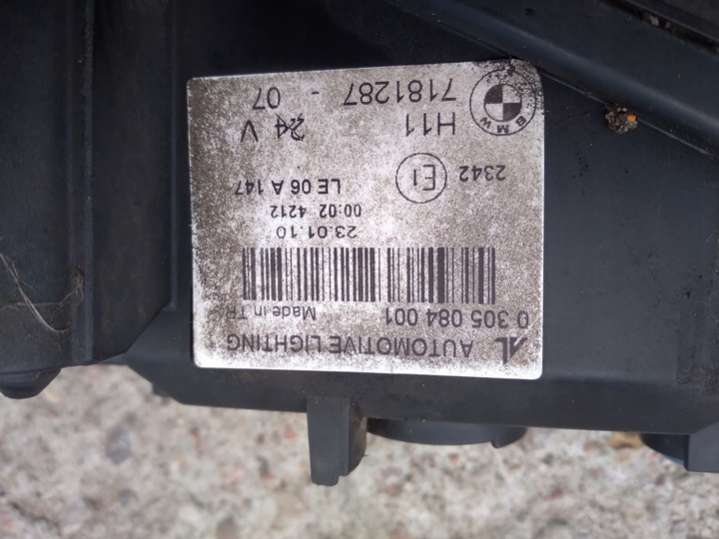 AL AUTOMOTIVE LIGHTING
0 305 084 001 Made in TR
23.01.10
00:02 4212
2342 E1 LE 06 A 147
H11 24 V
BMW 7181287 - 07